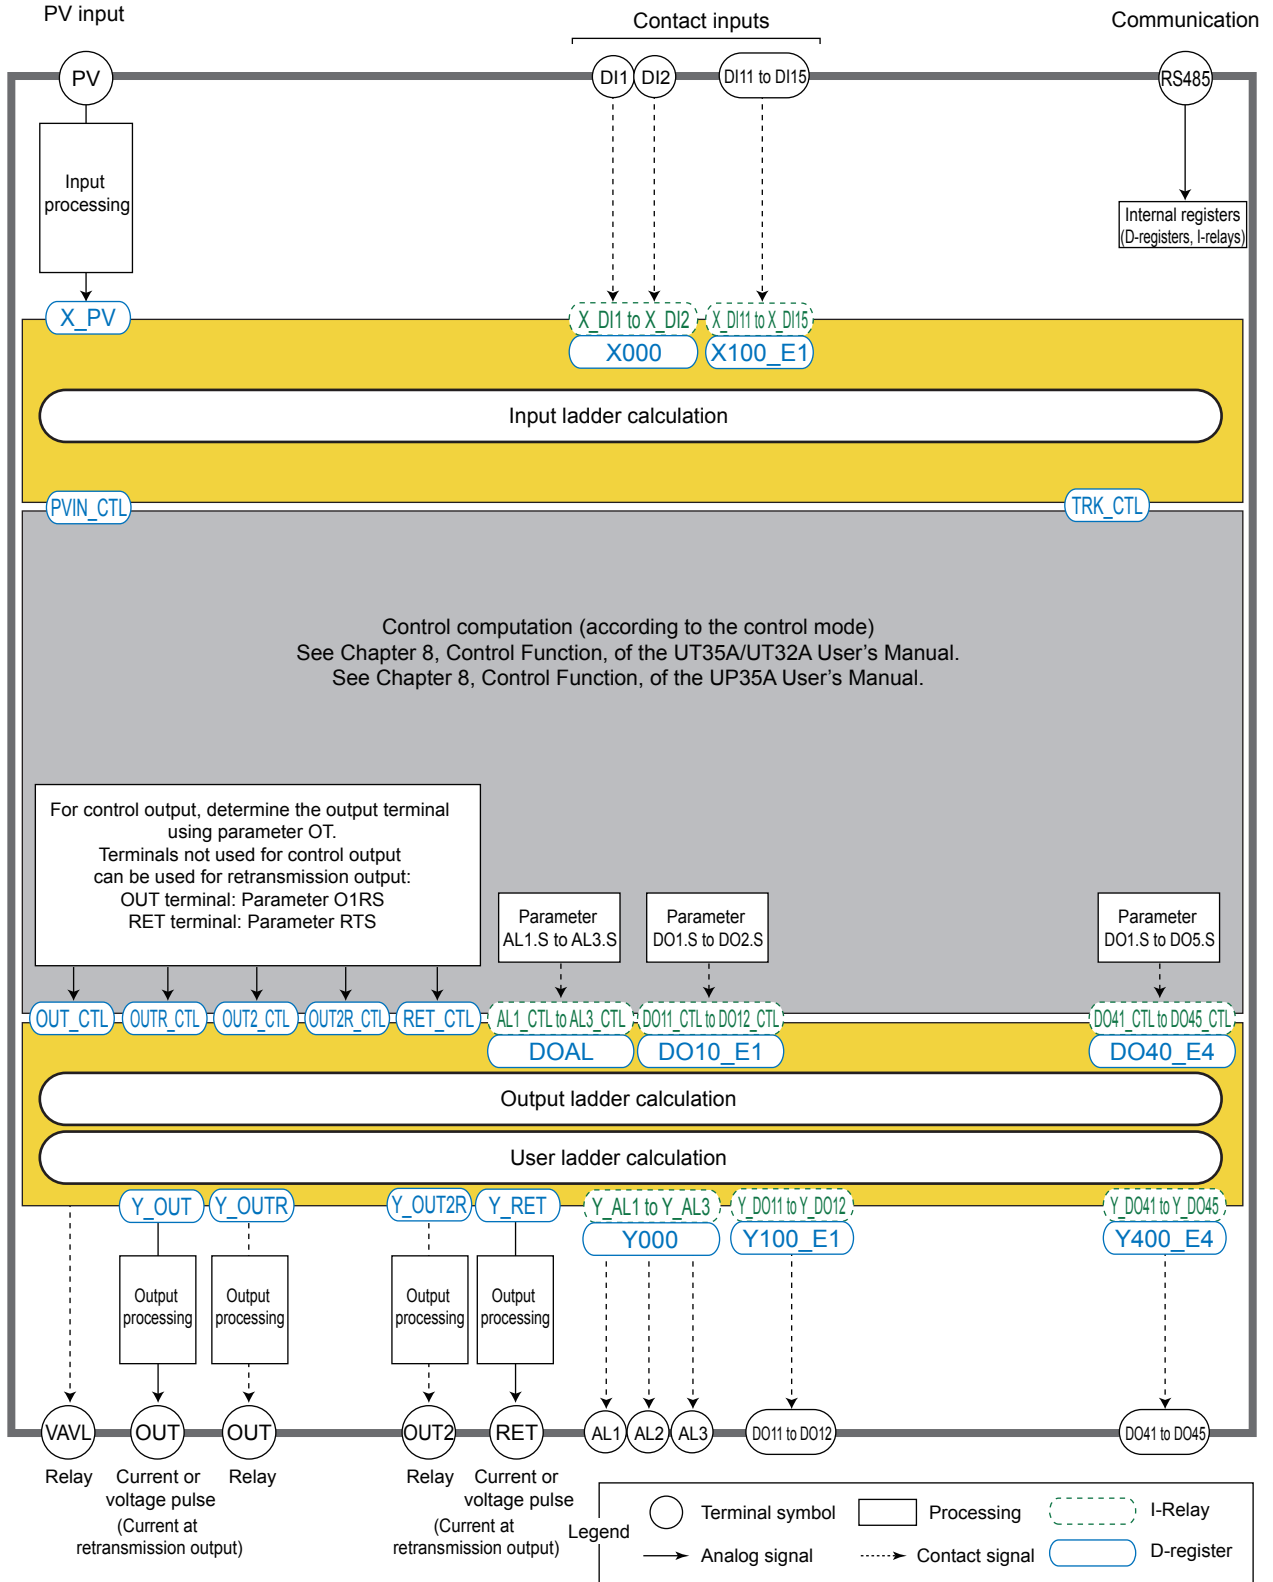 PV input
Contact inputs
Communication
PV
DI1
DI2
DI11 to DI15
RS485
Input
processing
Internal registers
(D-registers, I-relays)
X_PV
X_DI1 to X_DI2
X_DI11 to X_DI15
X000
X100_E1
Input ladder calculation
PVIN_CTL
TRK_CTL
Control computation (according to the control mode)
See Chapter 8, Control Function, of the UT35A/UT32A User's Manual.
See Chapter 8, Control Function, of the UP35A User's Manual.
For control output, determine the output terminal
using parameter OT.
Terminals not used for control output
can be used for retransmission output:
OUT terminal: Parameter O1RS
RET terminal: Parameter RTS
Parameter
AL1.S to AL3.S
Parameter
DO1.S to DO2.S
Parameter
DO1.S to DO5.S
OUT_CTL
OUTR_CTL
OUT2_CTL
OUT2R_CTL
RET_CTL
AL1_CTL to AL3_CTL
DO11_CTL to DO12_CTL
DO41_CTL to DO45_CTL
DOAL
DO10_E1
DO40_E4
Output ladder calculation
User ladder calculation
Y_OUT
Y_OUTR
Y_OUT2R
Y_RET
Y_AL1 to Y_AL3
Y_DO11 to Y_DO12
Y_DO41 to Y_DO45
Y000
Y100_E1
Y400_E4
Output
processing
Output
processing
Output
processing
Output
processing
VAVL
OUT
OUT
OUT2
RET
AL1
AL2
AL3
DO11 to DO12
DO41 to DO45
Relay
Current or
voltage pulse
(Current at
retransmission output)
Relay
Relay
Current or
voltage pulse
(Current at
retransmission output)
Legend
Terminal symbol
Processing
I-Relay
Analog signal
Contact signal
D-register